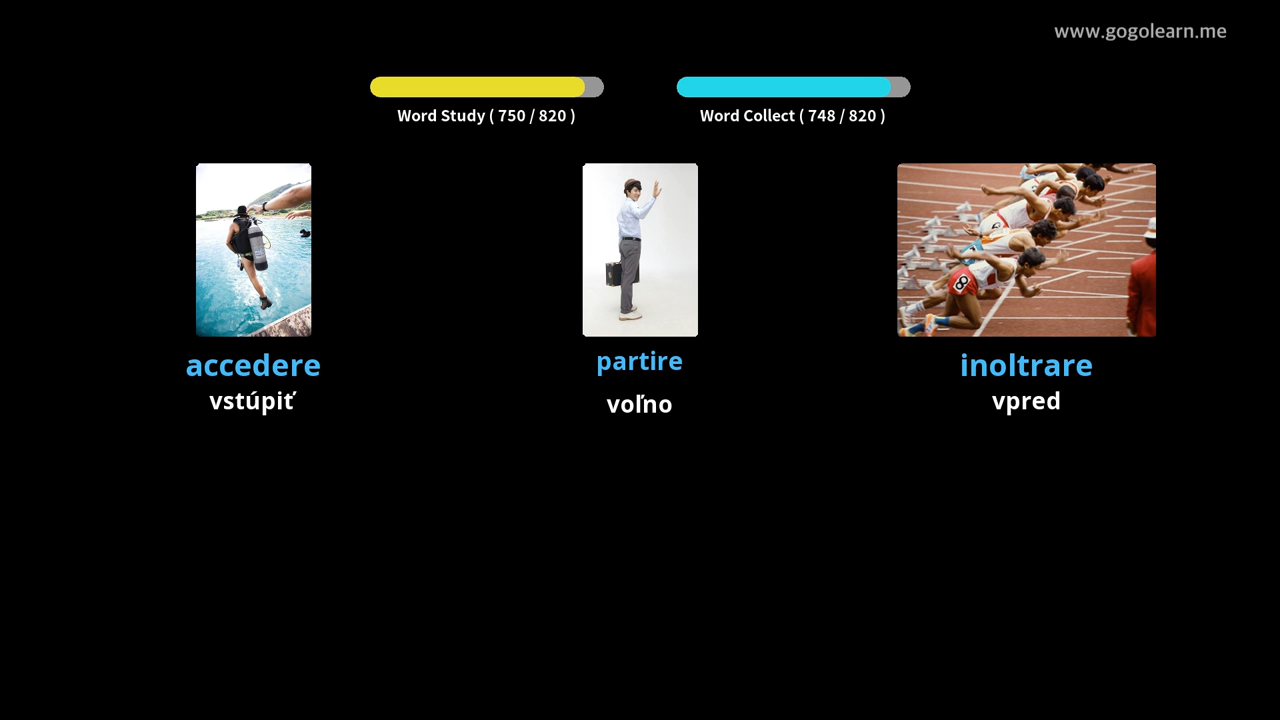 www.gogolearn.me
Word Study ( 750 / 820 )
Word Collect ( 748 / 820 )
accedere
vstúpiť
partire
voľno
inoltrare
vpred